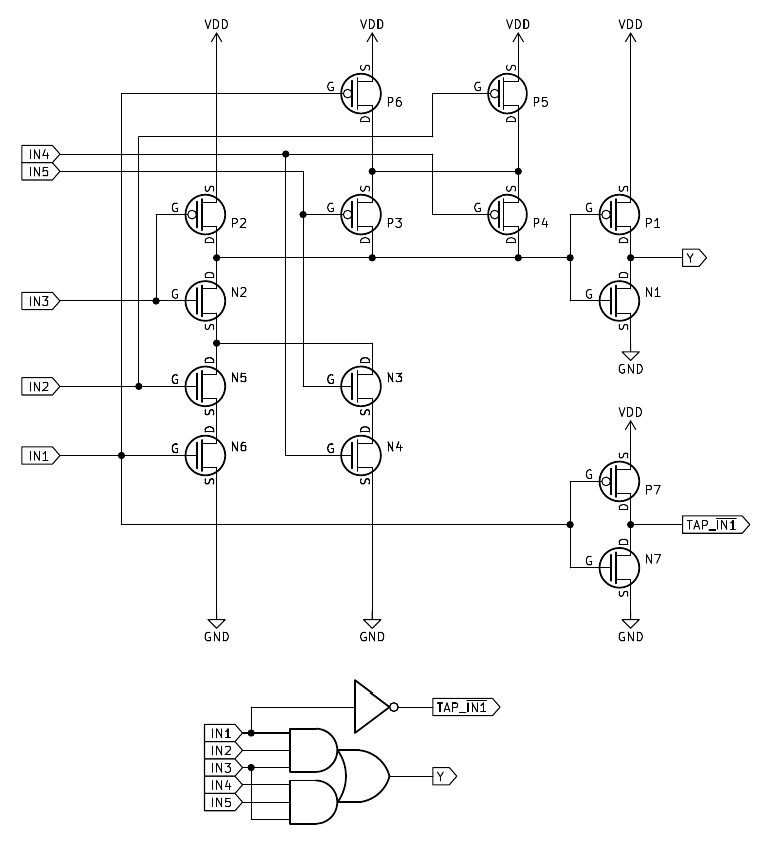 VDD VDD VDD VDD
S S
G P6 G P5
D D
IN4
IN5
S S S S
G P2 G P3 G P4 G P1
D D D D
Y
D D
IN3 G N2 G N1
S S
GND
D D
IN2 G N5 G N3
S S
VDD
D D
IN1 G N6 G N4
S S
S
G P7
D
TAP_IN1
D
G N7
S
GND GND GND
TAP_IN1
IN1
IN2
IN3
IN4
IN5
Y